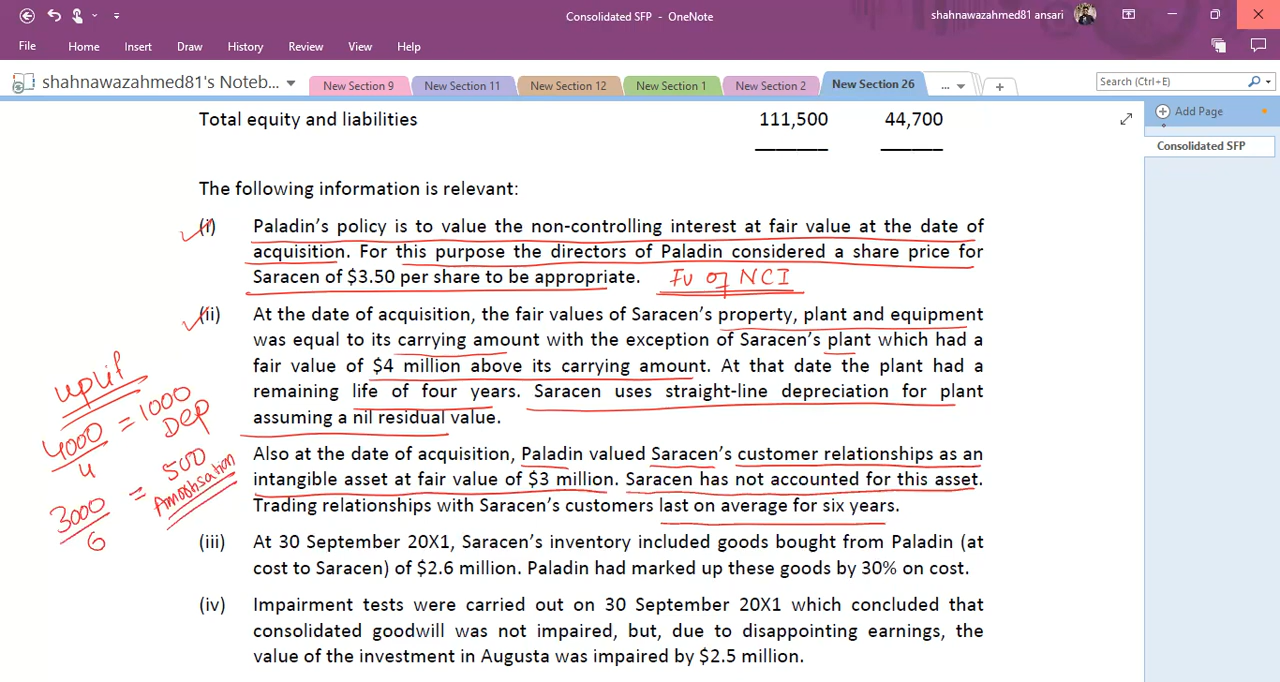 Consolidated SFP - OneNote
shahnawazahmed81 ansari
File Home Insert Draw History Review View Help
shahnawazahmed81's Noteb...
New Section 9 New Section 11 New Section 12 New Section 1 New Section 2 New Section 26 ...
Search (Ctrl+E)
Add Page
Consolidated SFP
Total equity and liabilities 111,500 44,700
The following information is relevant:
(i) Paladin's policy is to value the non-controlling interest at fair value at the date of
acquisition. For this purpose the directors of Paladin considered a share price for
Saracen of $3.50 per share to be appropriate. Fv of NCI
(ii) At the date of acquisition, the fair values of Saracen's property, plant and equipment
was equal to its carrying amount with the exception of Saracen's plant which had a
fair value of $4 million above its carrying amount. At that date the plant had a
remaining life of four years. Saracen uses straight-line depreciation for plant
assuming a nil residual value.
uplif
4000 = 1000
4 DEP
Also at the date of acquisition, Paladin valued Saracen's customer relationships as an
intangible asset at fair value of $3 million. Saracen has not accounted for this asset.
Trading relationships with Saracen's customers last on average for six years.
3000 = 500
6 Amortisation
(iii) At 30 September 20X1, Saracen's inventory included goods bought from Paladin (at
cost to Saracen) of $2.6 million. Paladin had marked up these goods by 30% on cost.
(iv) Impairment tests were carried out on 30 September 20X1 which concluded that
consolidated goodwill was not impaired, but, due to disappointing earnings, the
value of the investment in Augusta was impaired by $2.5 million.